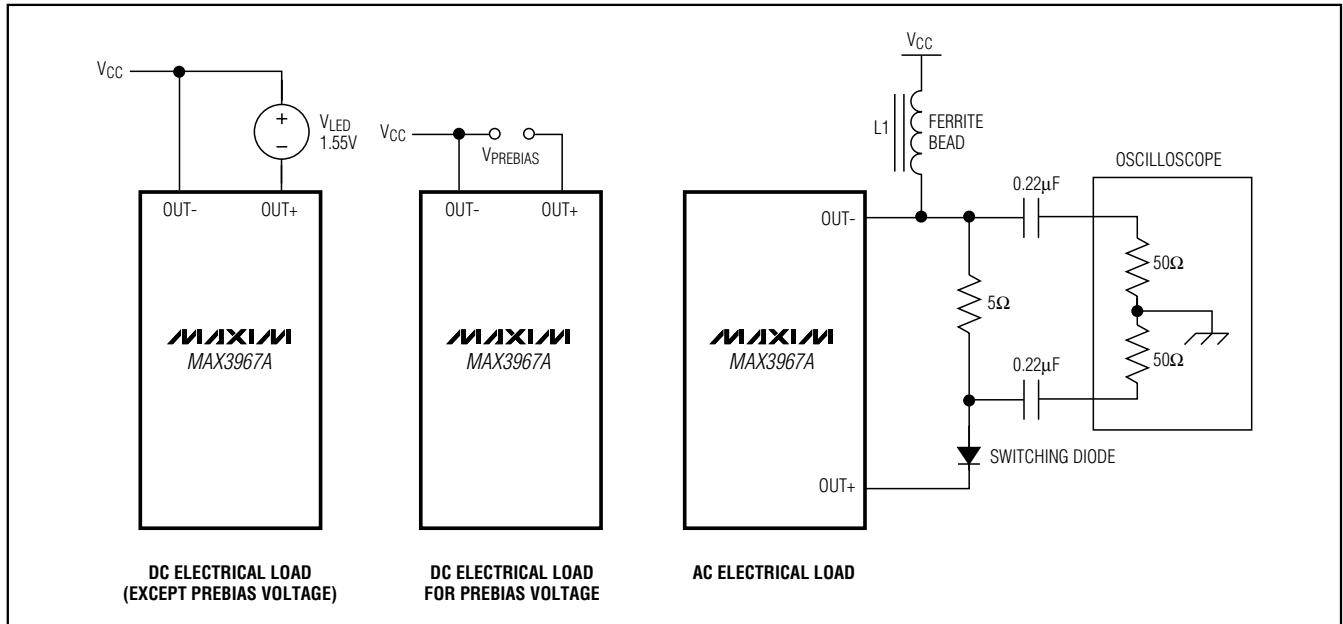 VCC
+
−
VLED
1.55V
OUT-
OUT+
MAXIM
MAX3967A
DC ELECTRICAL LOAD
(EXCEPT PREBIAS VOLTAGE)
VCC
VPREBIAS
OUT-
OUT+
MAXIM
MAX3967A
DC ELECTRICAL LOAD
FOR PREBIAS VOLTAGE
VCC
L1
FERRITE
BEAD
OUT-
5Ω
0.22μF
OSCILLOSCOPE
50Ω
50Ω
0.22μF
MAXIM
MAX3967A
SWITCHING DIODE
OUT+
AC ELECTRICAL LOAD